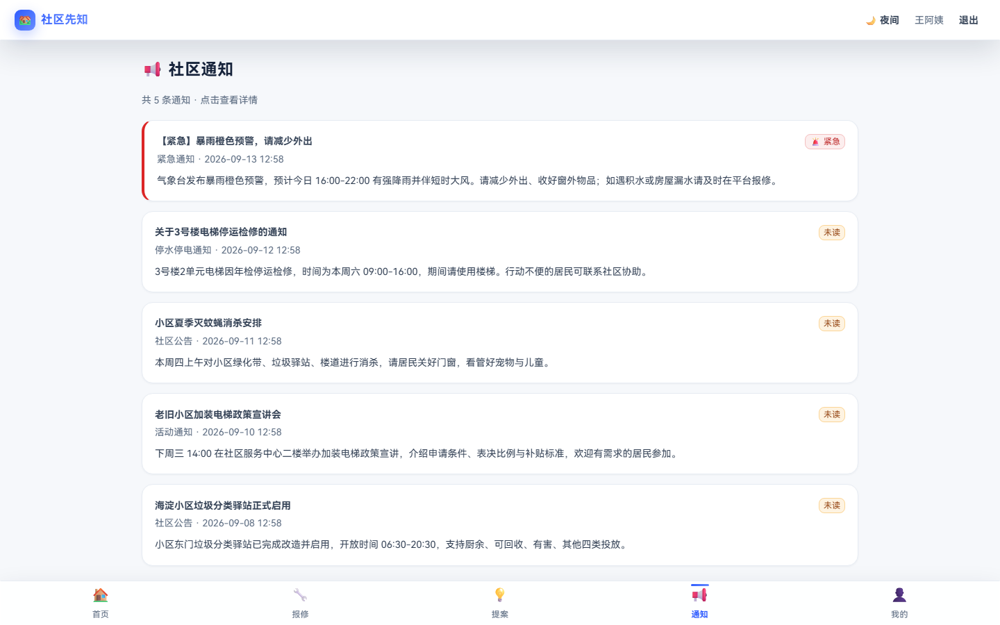 社区先知
🌙 夜间 王阿姨 退出
社区通知
共 5 条通知 · 点击查看详情
【紧急】暴雨橙色预警，请减少外出
紧急
紧急通知 · 2026-09-13 12:58
气象台发布暴雨橙色预警，预计今日 16:00-22:00 有强降雨并伴短时大风。请减少外出、收好窗外物品；如遇积水或房屋漏水请及时在平台报修。
关于3号楼电梯停运检修的通知
未读
停水停电通知 · 2026-09-12 12:58
3号楼2单元电梯因年检停运检修，时间为本周六 09:00-16:00，期间请使用楼梯。行动不便的居民可联系社区协助。
小区夏季灭蚊蝇消杀安排
未读
社区公告 · 2026-09-11 12:58
本周四上午对小区绿化带、垃圾驿站、楼道进行消杀，请居民关好门窗，看管好宠物与儿童。
老旧小区加装电梯政策宣讲会
未读
活动通知 · 2026-09-10 12:58
下周三 14:00 在社区服务中心二楼举办加装电梯政策宣讲，介绍申请条件、表决比例与补贴标准，欢迎有需求的居民参加。
海淀小区垃圾分类驿站正式启用
未读
社区公告 · 2026-09-08 12:58
小区东门垃圾分类驿站已完成改造并启用，开放时间 06:30-20:30，支持厨余、可回收、有害、其他四类投放。
首页 报修 提案 通知 我的